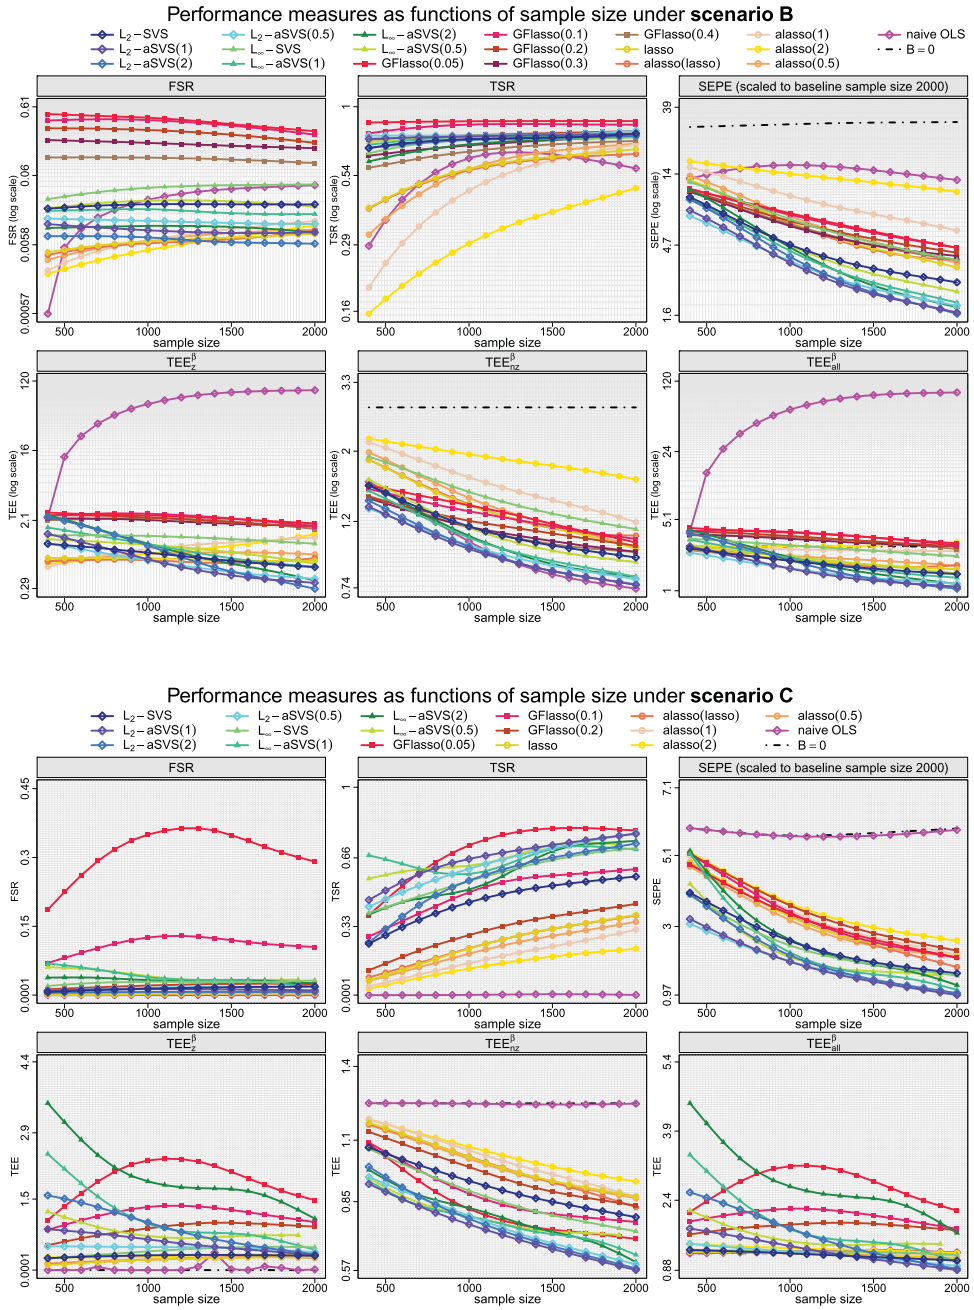 Performance measures as functions of sample size under scenario B
L2−SVS L2−aSVS(0.5) L∞−aSVS(2) GFlasso(0.1) GFlasso(0.4) alasso(1) naive OLS
L2−aSVS(1) L∞−SVS L∞−aSVS(0.5) GFlasso(0.2) lasso alasso(2) B = 0
L2−aSVS(2) L∞−aSVS(1) GFlasso(0.05) GFlasso(0.3) alasso(lasso) alasso(0.5)
FSR
FSR (log scale)
0.61
0.06
0.0058
0.00057
500 1000 1500 2000
sample size
TSR
TSR (log scale)
1
0.54
0.29
0.16
500 1000 1500 2000
sample size
SEPE (scaled to baseline sample size 2000)
SEPE (log scale)
39
14
4.7
1.6
500 1000 1500 2000
sample size
TEE β z
TEE (log scale)
120
16
2.1
0.29
500 1000 1500 2000
sample size
TEE β nz
TEE (log scale)
3.3
2
1.2
0.74
500 1000 1500 2000
sample size
TEE β all
TEE (log scale)
120
24
5.1
1
500 1000 1500 2000
sample size
Performance measures as functions of sample size under scenario C
L2−SVS L2−aSVS(0.5) L∞−aSVS(2) GFlasso(0.1) alasso(lasso) alasso(0.5)
L2−aSVS(1) L∞−SVS L∞−aSVS(0.5) GFlasso(0.2) alasso(1) naive OLS
L2−aSVS(2) L∞−aSVS(1) GFlasso(0.05) lasso alasso(2) B = 0
FSR
FSR
0.45
0.3
0.15
0.0001
500 1000 1500 2000
sample size
TSR
TSR
1
0.66
0.33
0.0001
500 1000 1500 2000
sample size
SEPE (scaled to baseline sample size 2000)
SEPE
7.1
5.1
3
0.97
500 1000 1500 2000
sample size
TEE β z
TEE
4.4
2.9
1.5
0.0001
500 1000 1500 2000
sample size
TEE β nz
TEE
1.4
1.1
0.85
0.57
500 1000 1500 2000
sample size
TEE β all
TEE
5.4
3.9
2.4
0.88
500 1000 1500 2000
sample size